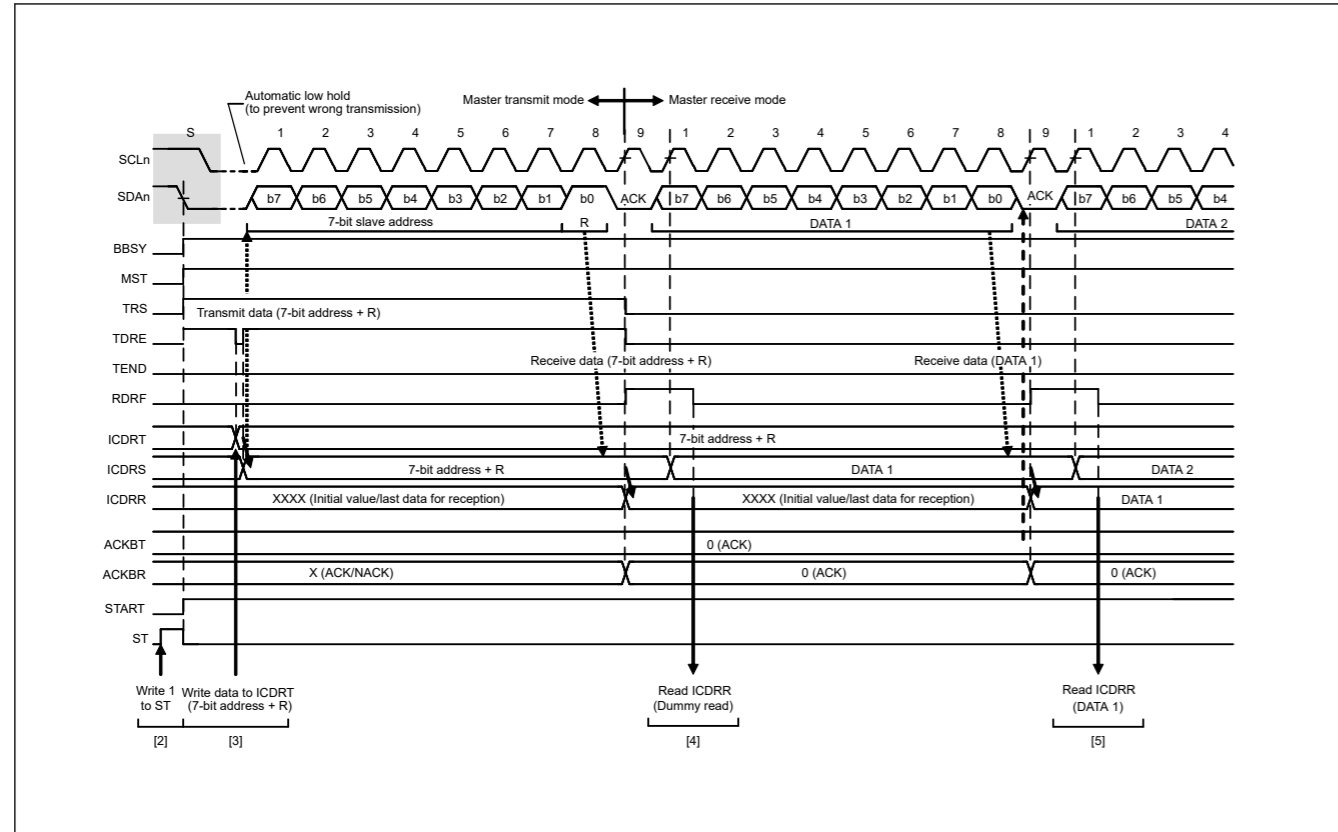 Automatic low hold
(to prevent wrong transmission)
Master transmit mode
Master receive mode
S 1 2 3 4 5 6 7 8 9 1 2 3 4 5 6 7 8 9 1 2 3 4
SCLn
SDAn b7 b6 b5 b4 b3 b2 b1 b0 ACK b7 b6 b5 b4 b3 b2 b1 b0 ACK b7 b6 b5 b4
7-bit slave address R DATA 1 DATA 2
BBSY
MST
TRS Transmit data (7-bit address + R)
TDRE
Receive data (7-bit address + R) Receive data (DATA 1)
TEND
RDRF
ICDRT 7-bit address + R
ICDRS 7-bit address + R DATA 1 DATA 2
ICDRR XXXX (Initial value/last data for reception) XXXX (Initial value/last data for reception) DATA 1
ACKBT 0 (ACK)
ACKBR X (ACK/NACK) 0 (ACK) 0 (ACK)
START
ST
Write 1
to ST
Write data to ICDRT
(7-bit address + R)
Read ICDRR
(Dummy read)
Read ICDRR
(DATA 1)
[2] [3] [4] [5]